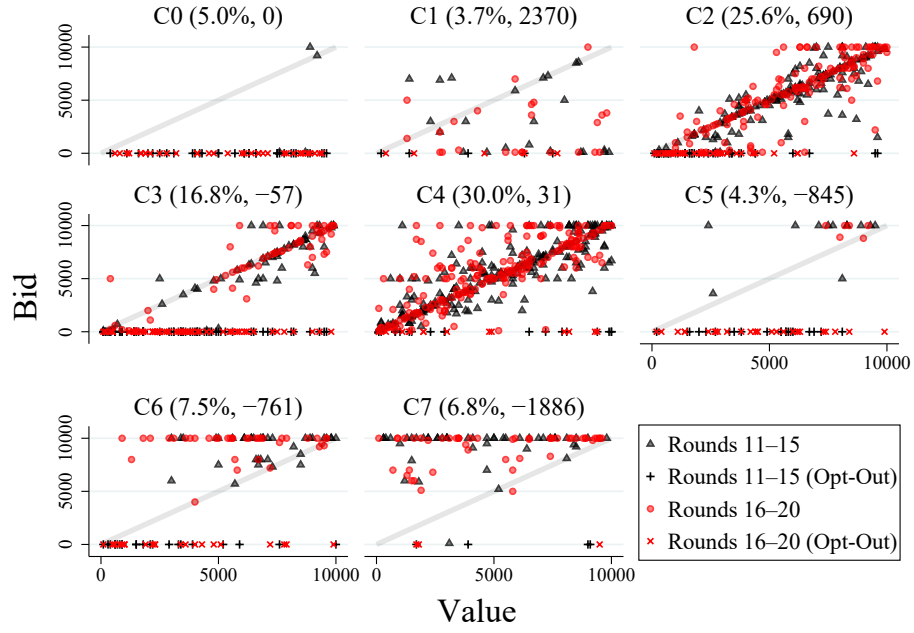 C0 (5.0%, 0)
C1 (3.7%, 2370)
C2 (25.6%, 690)
10000
5000
0
C3 (16.8%, −57)
C4 (30.0%, 31)
C5 (4.3%, −845)
10000
5000
0
0
5000
10000
C6 (7.5%, −761)
C7 (6.8%, −1886)
10000
5000
0
0
5000
10000
0
5000
10000
Bid
Value
Rounds 11–15
Rounds 11–15 (Opt-Out)
Rounds 16–20
Rounds 16–20 (Opt-Out)